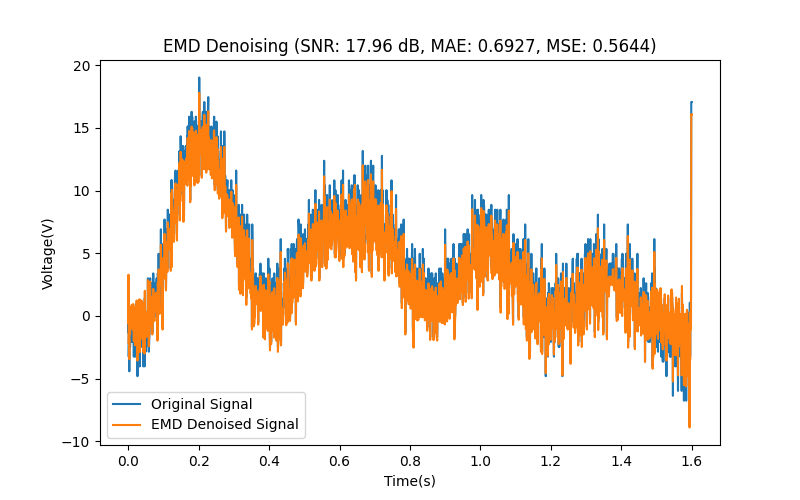 EMD Denoising (SNR: 17.96 dB, MAE: 0.6927, MSE: 0.5644)
20
15
10
5
0
−5
−10
Voltage(V)
Original Signal
EMD Denoised Signal
0.0 0.2 0.4 0.6 0.8 1.0 1.2 1.4 1.6
Time(s)